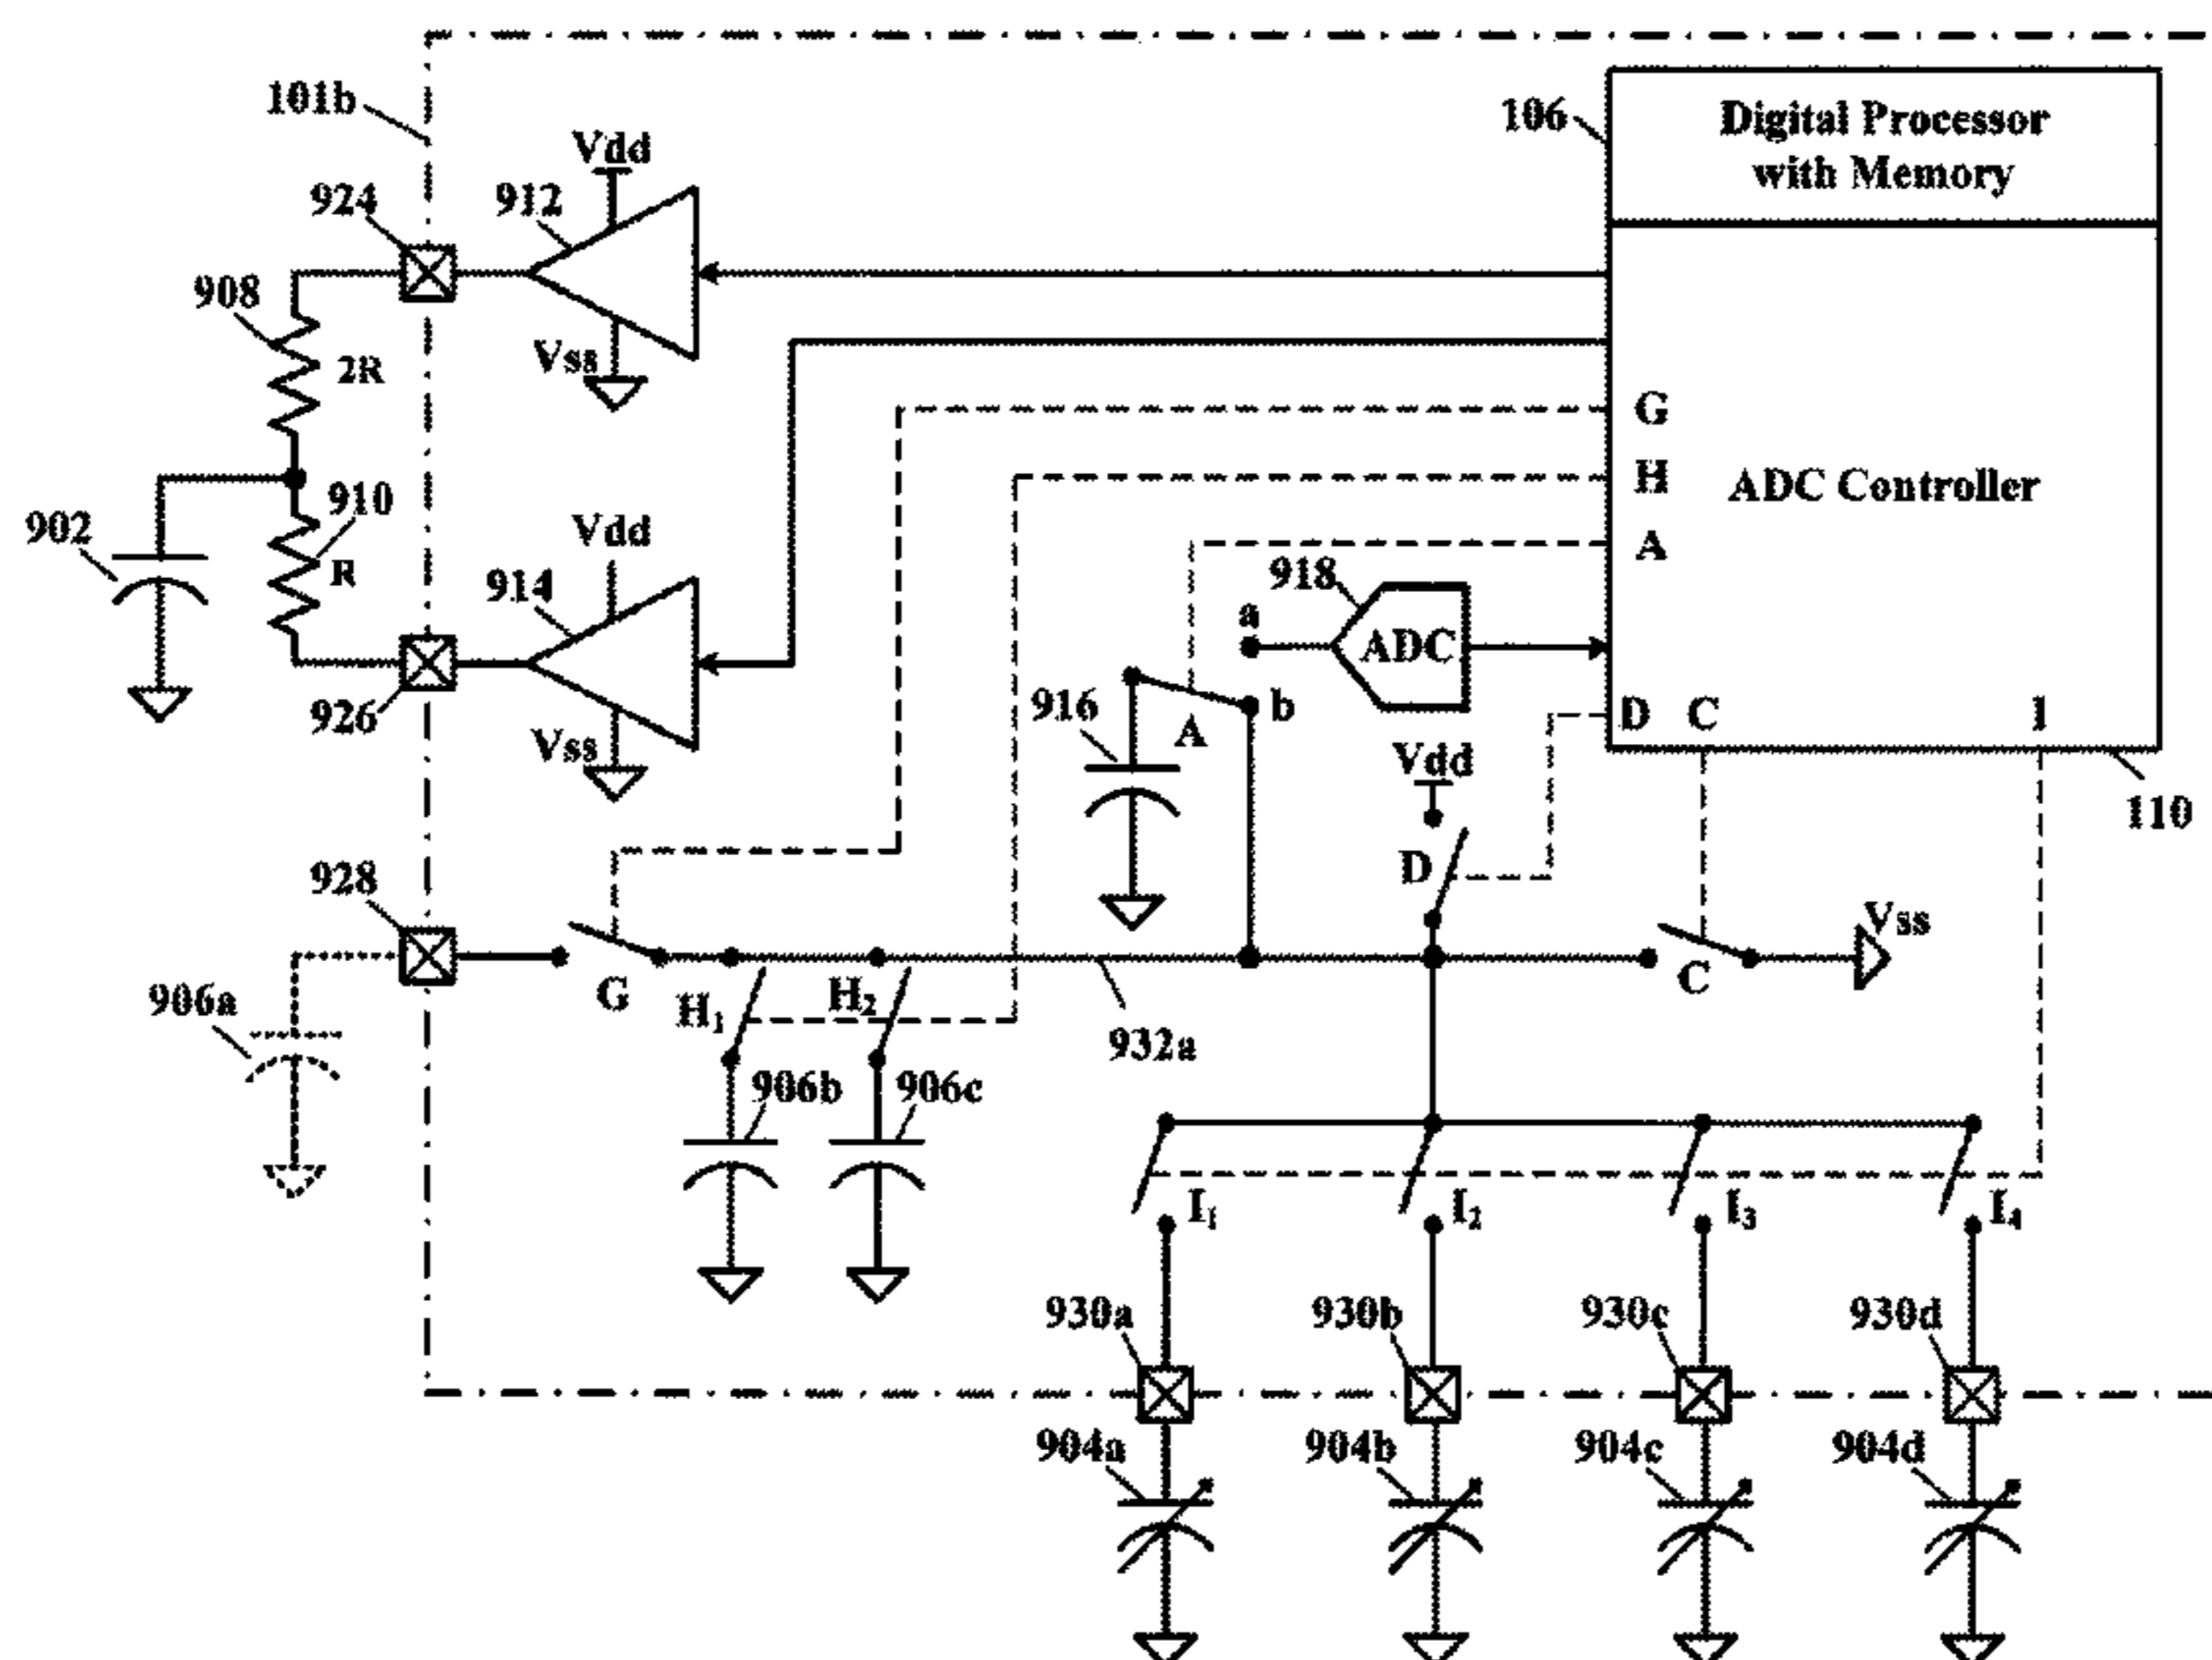 101b
106
Digital Processor
with Memory
Vdd
924
912
908
2R
Vss
G
H
ADC Controller
910
902
R
Vdd
A
914
918
a
ADC
926
Vss
916
b
A
D
C
1
Vdd
110
928
D
Vss
G
H₁
H₂
C
906a
932a
906b
906c
I₁
I₂
I₃
I₄
930a
930b
930c
930d
904a
904b
904c
904d